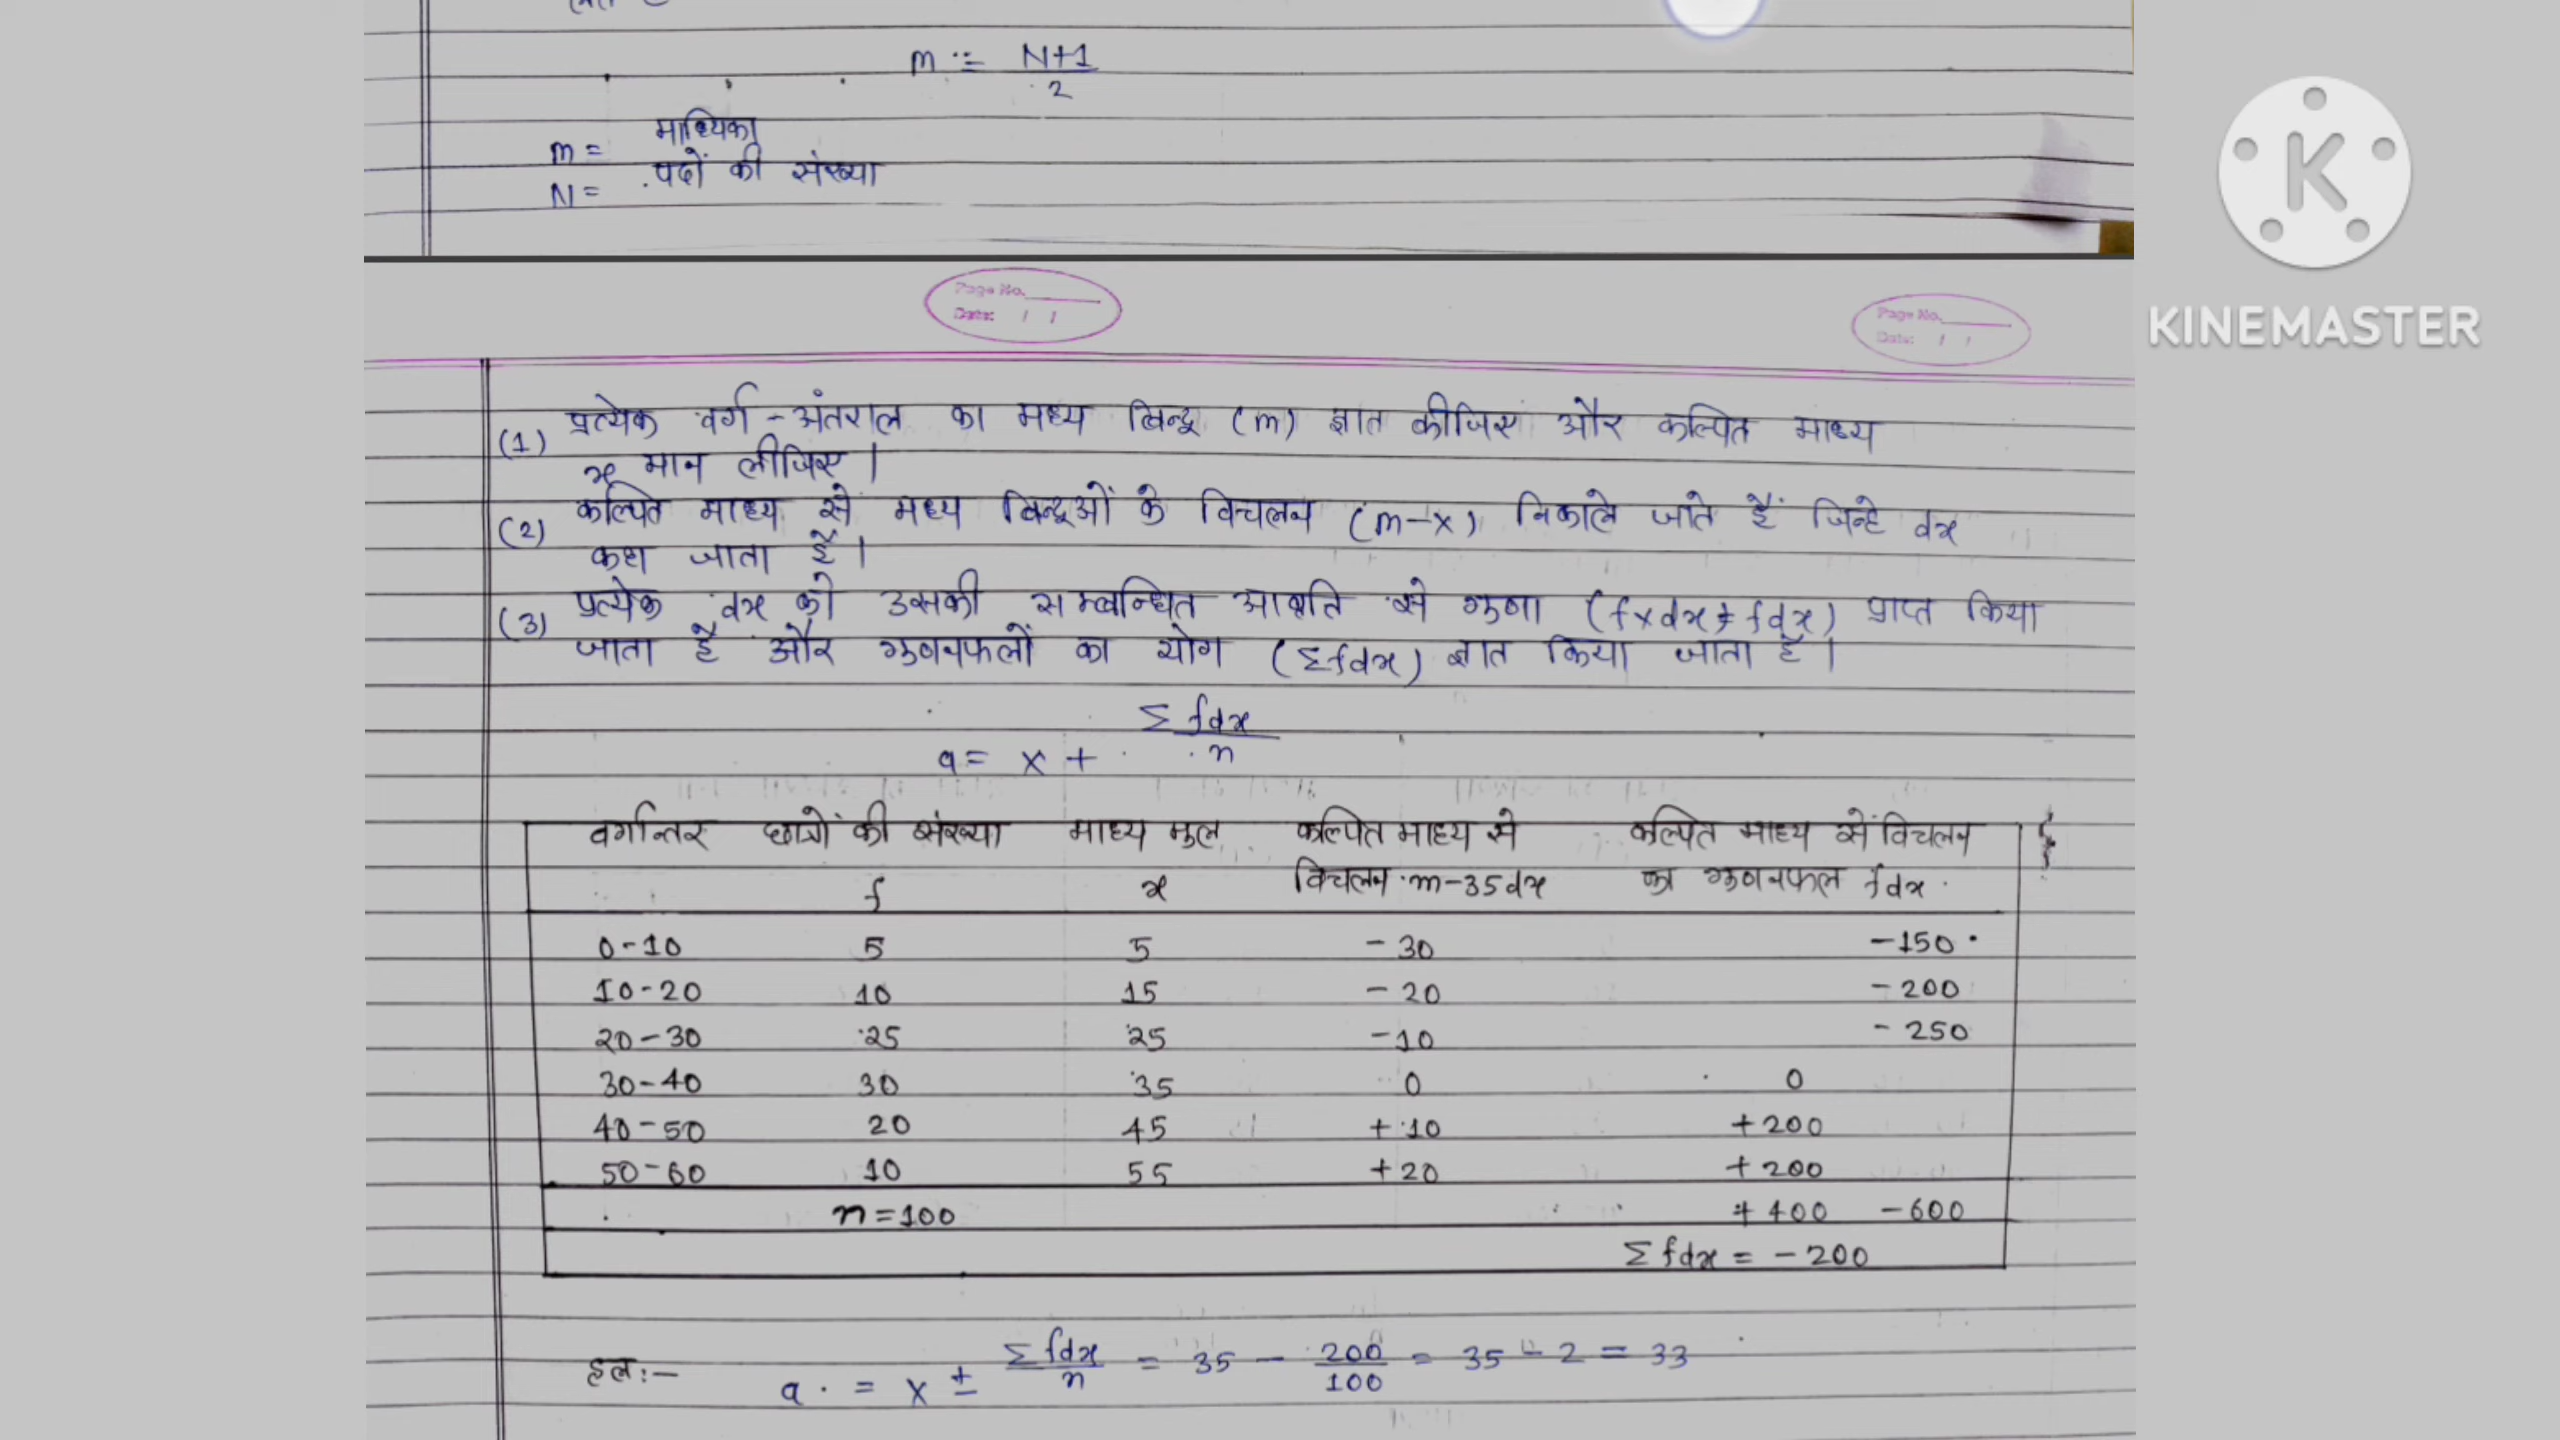 m = N+1
2
m = माध्यिका
N = पदों की संख्या
Page No.
Date: / /
Page No.
Date: / /
(1) प्रत्येक वर्ग-अंतराल का मध्य बिन्दू (m) ज्ञात कीजिए और कल्पित माध्य
x मान लीजिए।
(2) कल्पित माध्य से मध्य बिन्दूओं के विचलन (m-x) निकाले जाते हैं जिन्हे dx
कहा जाता है।
(3) प्रत्येक dx को उसकी सम्बन्धित आवृति से गुणा (f×dx = fdx) प्राप्त किया
जाता है और गुणनफलों का योग (Σfdx) ज्ञात किया जाता है।
a = x + Σfdx
n
वर्गान्तर छात्रों की संख्या माध्य मुल कल्पित माध्य से कल्पित माध्य सें विचलन
f x विचलन m-35dx का गुणनफल fdx
0-10 5 5 -30 -150
10-20 10 15 -20 -200
20-30 25 25 -10 -250
30-40 30 35 0 0
40-50 20 45 +10 +200
50-60 10 55 +20 +200
n=100 +400 -600
Σfdx = -200
हल:- a = x ± Σfdx/n = 35 - 200/100 = 35 - 2 = 33
K
KINEMASTER